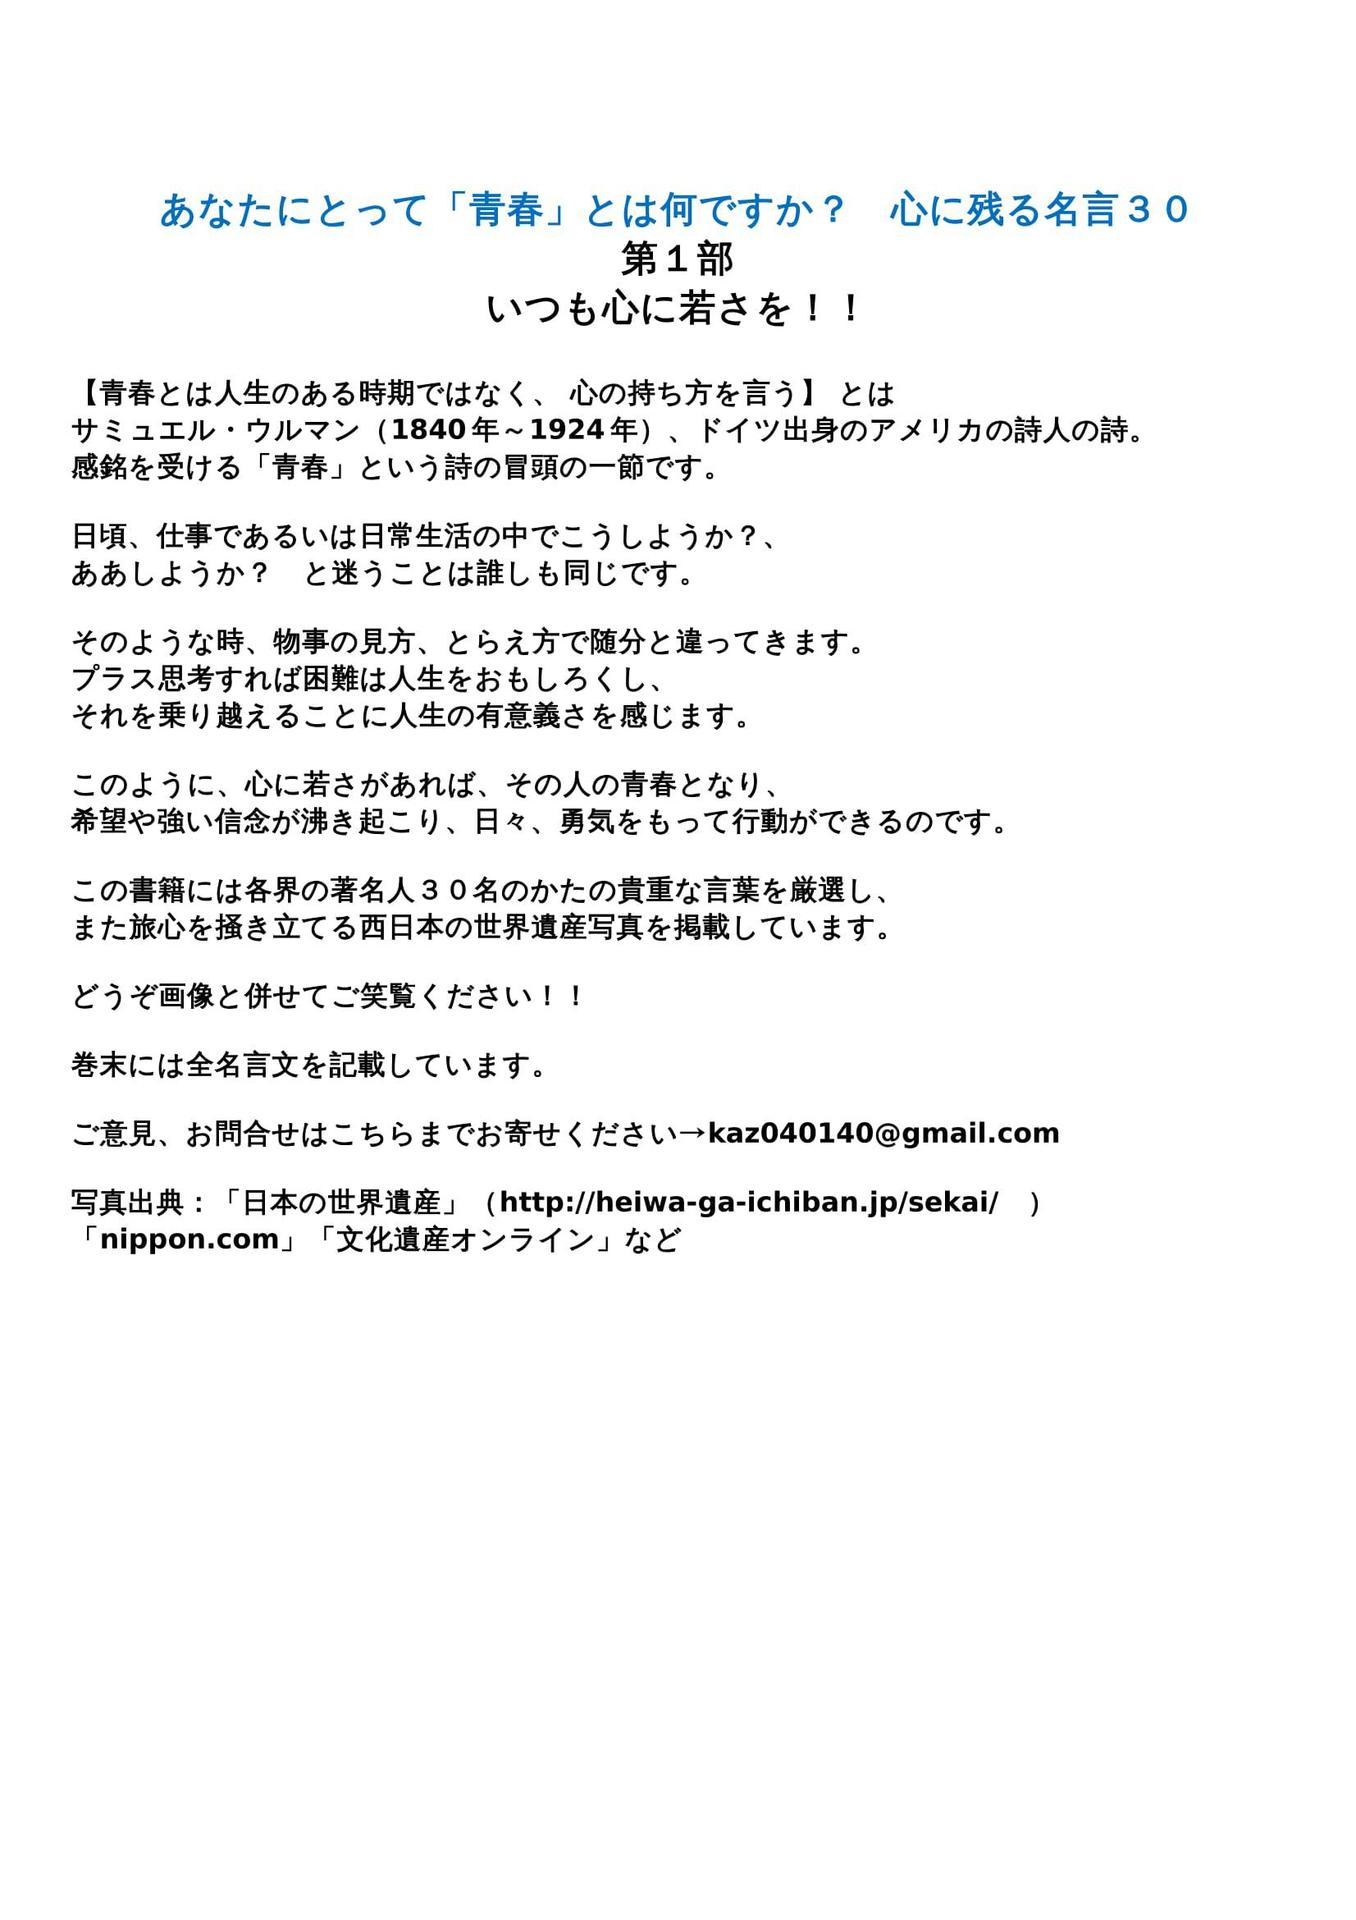 あなたにとって「青春」とは何ですか？　心に残る名言３０
第１部
いつも心に若さを！！
【青春とは人生のある時期ではなく、 心の持ち方を言う】 とは
サミュエル・ウルマン（1840 年～1924 年）、ドイツ出身のアメリカの詩人の詩。
感銘を受ける「青春」という詩の冒頭の一節です。
日頃、仕事であるいは日常生活の中でこうしようか？、
ああしようか？　と迷うことは誰しも同じです。
そのような時、物事の見方、とらえ方で随分と違ってきます。
プラス思考すれば困難は人生をおもしろくし、
それを乗り越えることに人生の有意義さを感じます。
このように、心に若さがあれば、その人の青春となり、
希望や強い信念が沸き起こり、日々、勇気をもって行動ができるのです。
この書籍には各界の著名人３０名のかたの貴重な言葉を厳選し、
また旅心を掻き立てる西日本の世界遺産写真を掲載しています。
どうぞ画像と併せてご笑覧ください！！
巻末には全名言文を記載しています。
ご意見、お問合せはこちらまでお寄せください→kaz040140@gmail.com
写真出典：「日本の世界遺産」（http://heiwa-ga-ichiban.jp/sekai/　）
「nippon.com」「文化遺産オンライン」など